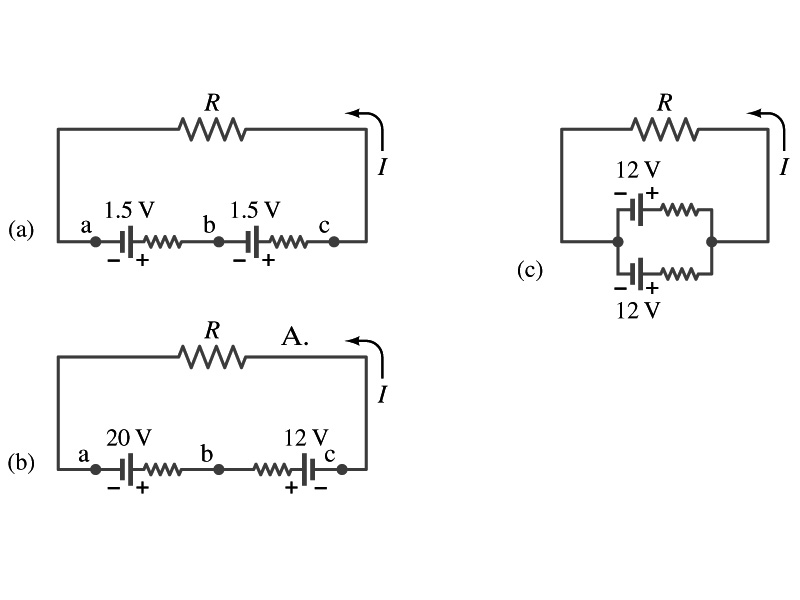 R
I
1.5 V 1.5 V
a b c
(a)
− + − +
R A.
I
20 V 12 V
a b c
(b)
− + + −
R
I
12 V
− +
(c)
− +
12 V